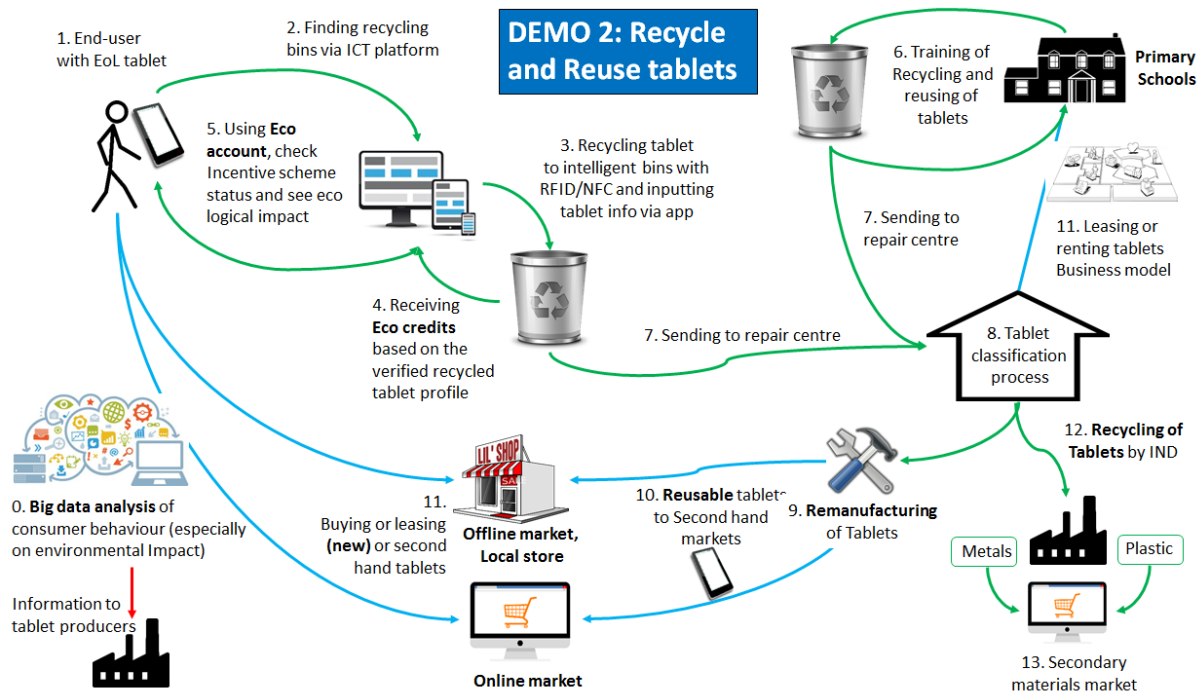 DEMO 2: Recycle
and Reuse tablets
1. End-user
with EoL tablet
2. Finding recycling
bins via ICT platform
5. Using Eco
account, check
Incentive scheme
status and see eco
logical impact
3. Recycling tablet
to intelligent bins with
RFID/NFC and inputting
tablet info via app
4. Receiving
Eco credits
based on the
verified recycled
tablet profile
6. Training of
Recycling and
reusing of
tablets
Primary
Schools
7. Sending to
repair centre
11. Leasing or
renting tablets
Business model
7. Sending to repair centre
8. Tablet
classification
process
0. Big data analysis of
consumer behaviour (especially
on environmental Impact)
Information to
tablet producers
11.
Buying or leasing
(new) or second
hand tablets
LIL' SHOP
SALE
Offline market,
Local store
Online market
10. Reusable tablets
to Second hand
markets
9. Remanufacturing
of Tablets
12. Recycling of
Tablets by IND
Metals
Plastic
13. Secondary
materials market